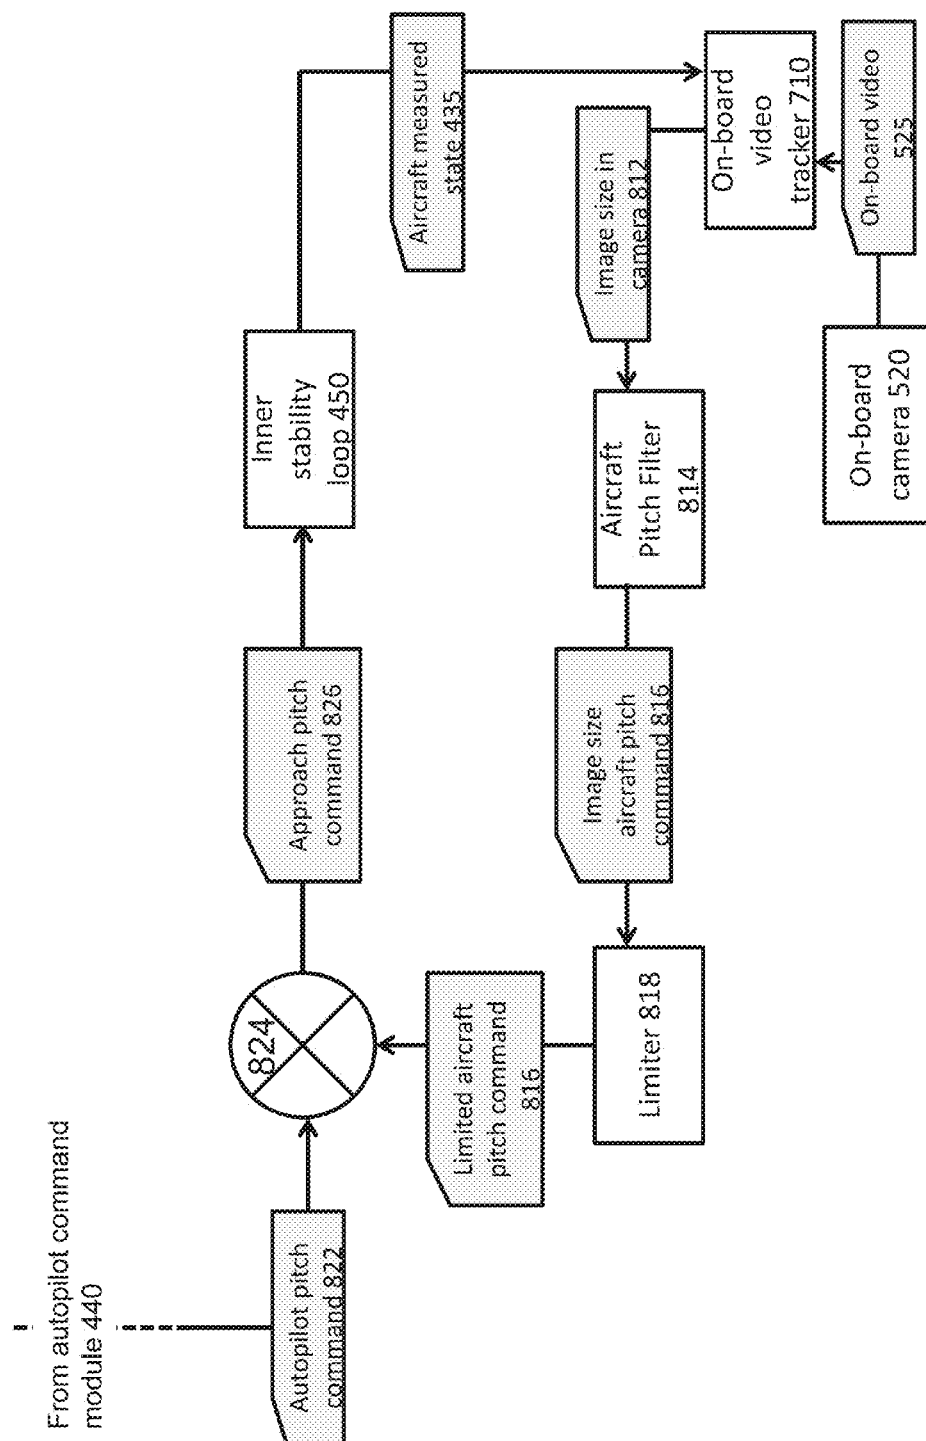 From autopilot command
module 440
Autopilot pitch
command 822
824
Approach pitch
command 826
Inner
stability
loop 450
Aircraft measured
state 435
Limited aircraft
pitch command
816
Limiter 818
Image size
aircraft pitch
command 816
Aircraft
Pitch Filter
814
Image size in
camera 812
On-board
video
tracker 710
On-board video
525
On-board
camera 520